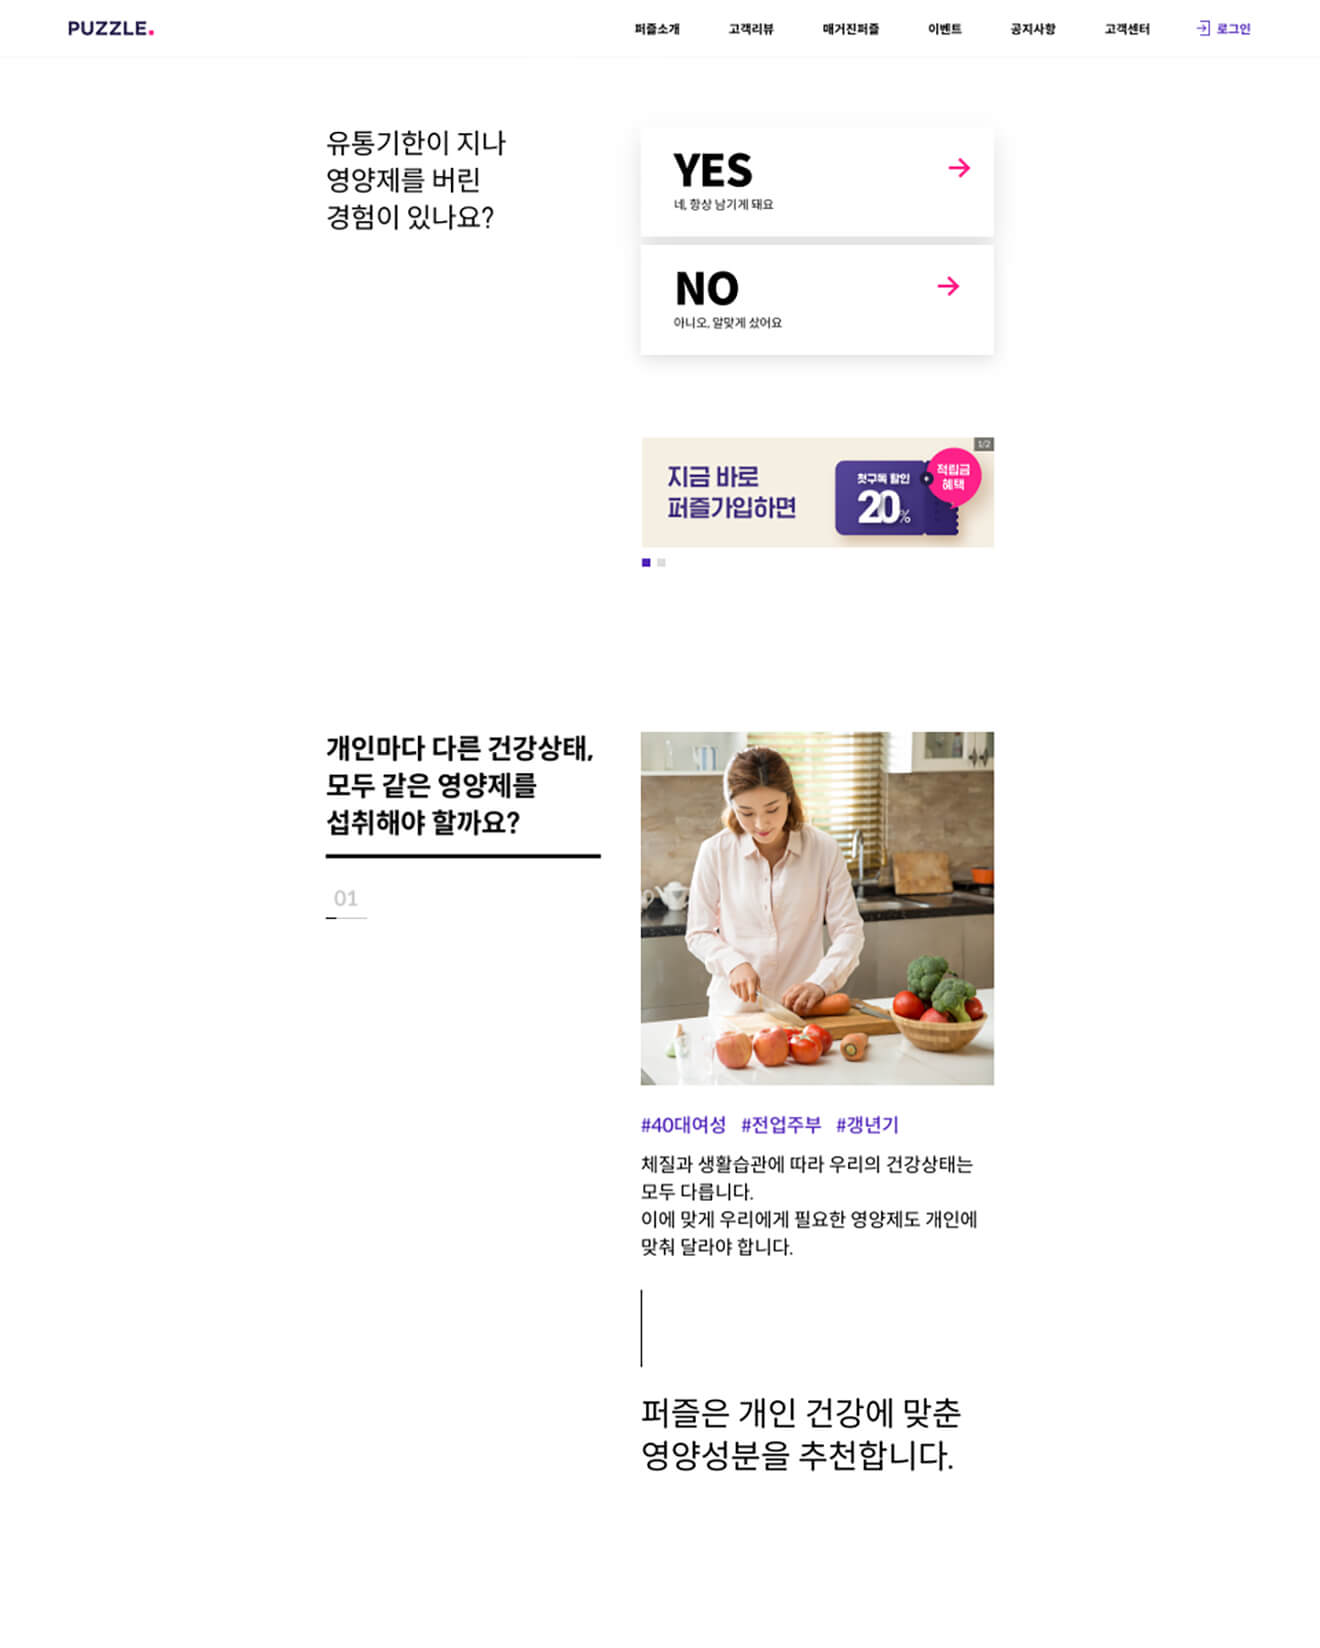 PUZZLE.
퍼즐소개 고객리뷰 매거진퍼즐 이벤트 공지사항 고객센터 로그인
유통기한이 지나
영양제를 버린
경험이 있나요?
YES
네, 항상 남기게 돼요
NO
아니오, 알맞게 샀어요
1/2
지금 바로
퍼즐가입하면
첫구독 할인
20%
적립금
혜택
개인마다 다른 건강상태,
모두 같은 영양제를
섭취해야 할까요?
01
#40대여성 #전업주부 #갱년기
체질과 생활습관에 따라 우리의 건강상태는
모두 다릅니다.
이에 맞게 우리에게 필요한 영양제도 개인에
맞춰 달라야 합니다.
퍼즐은 개인 건강에 맞춘
영양성분을 추천합니다.